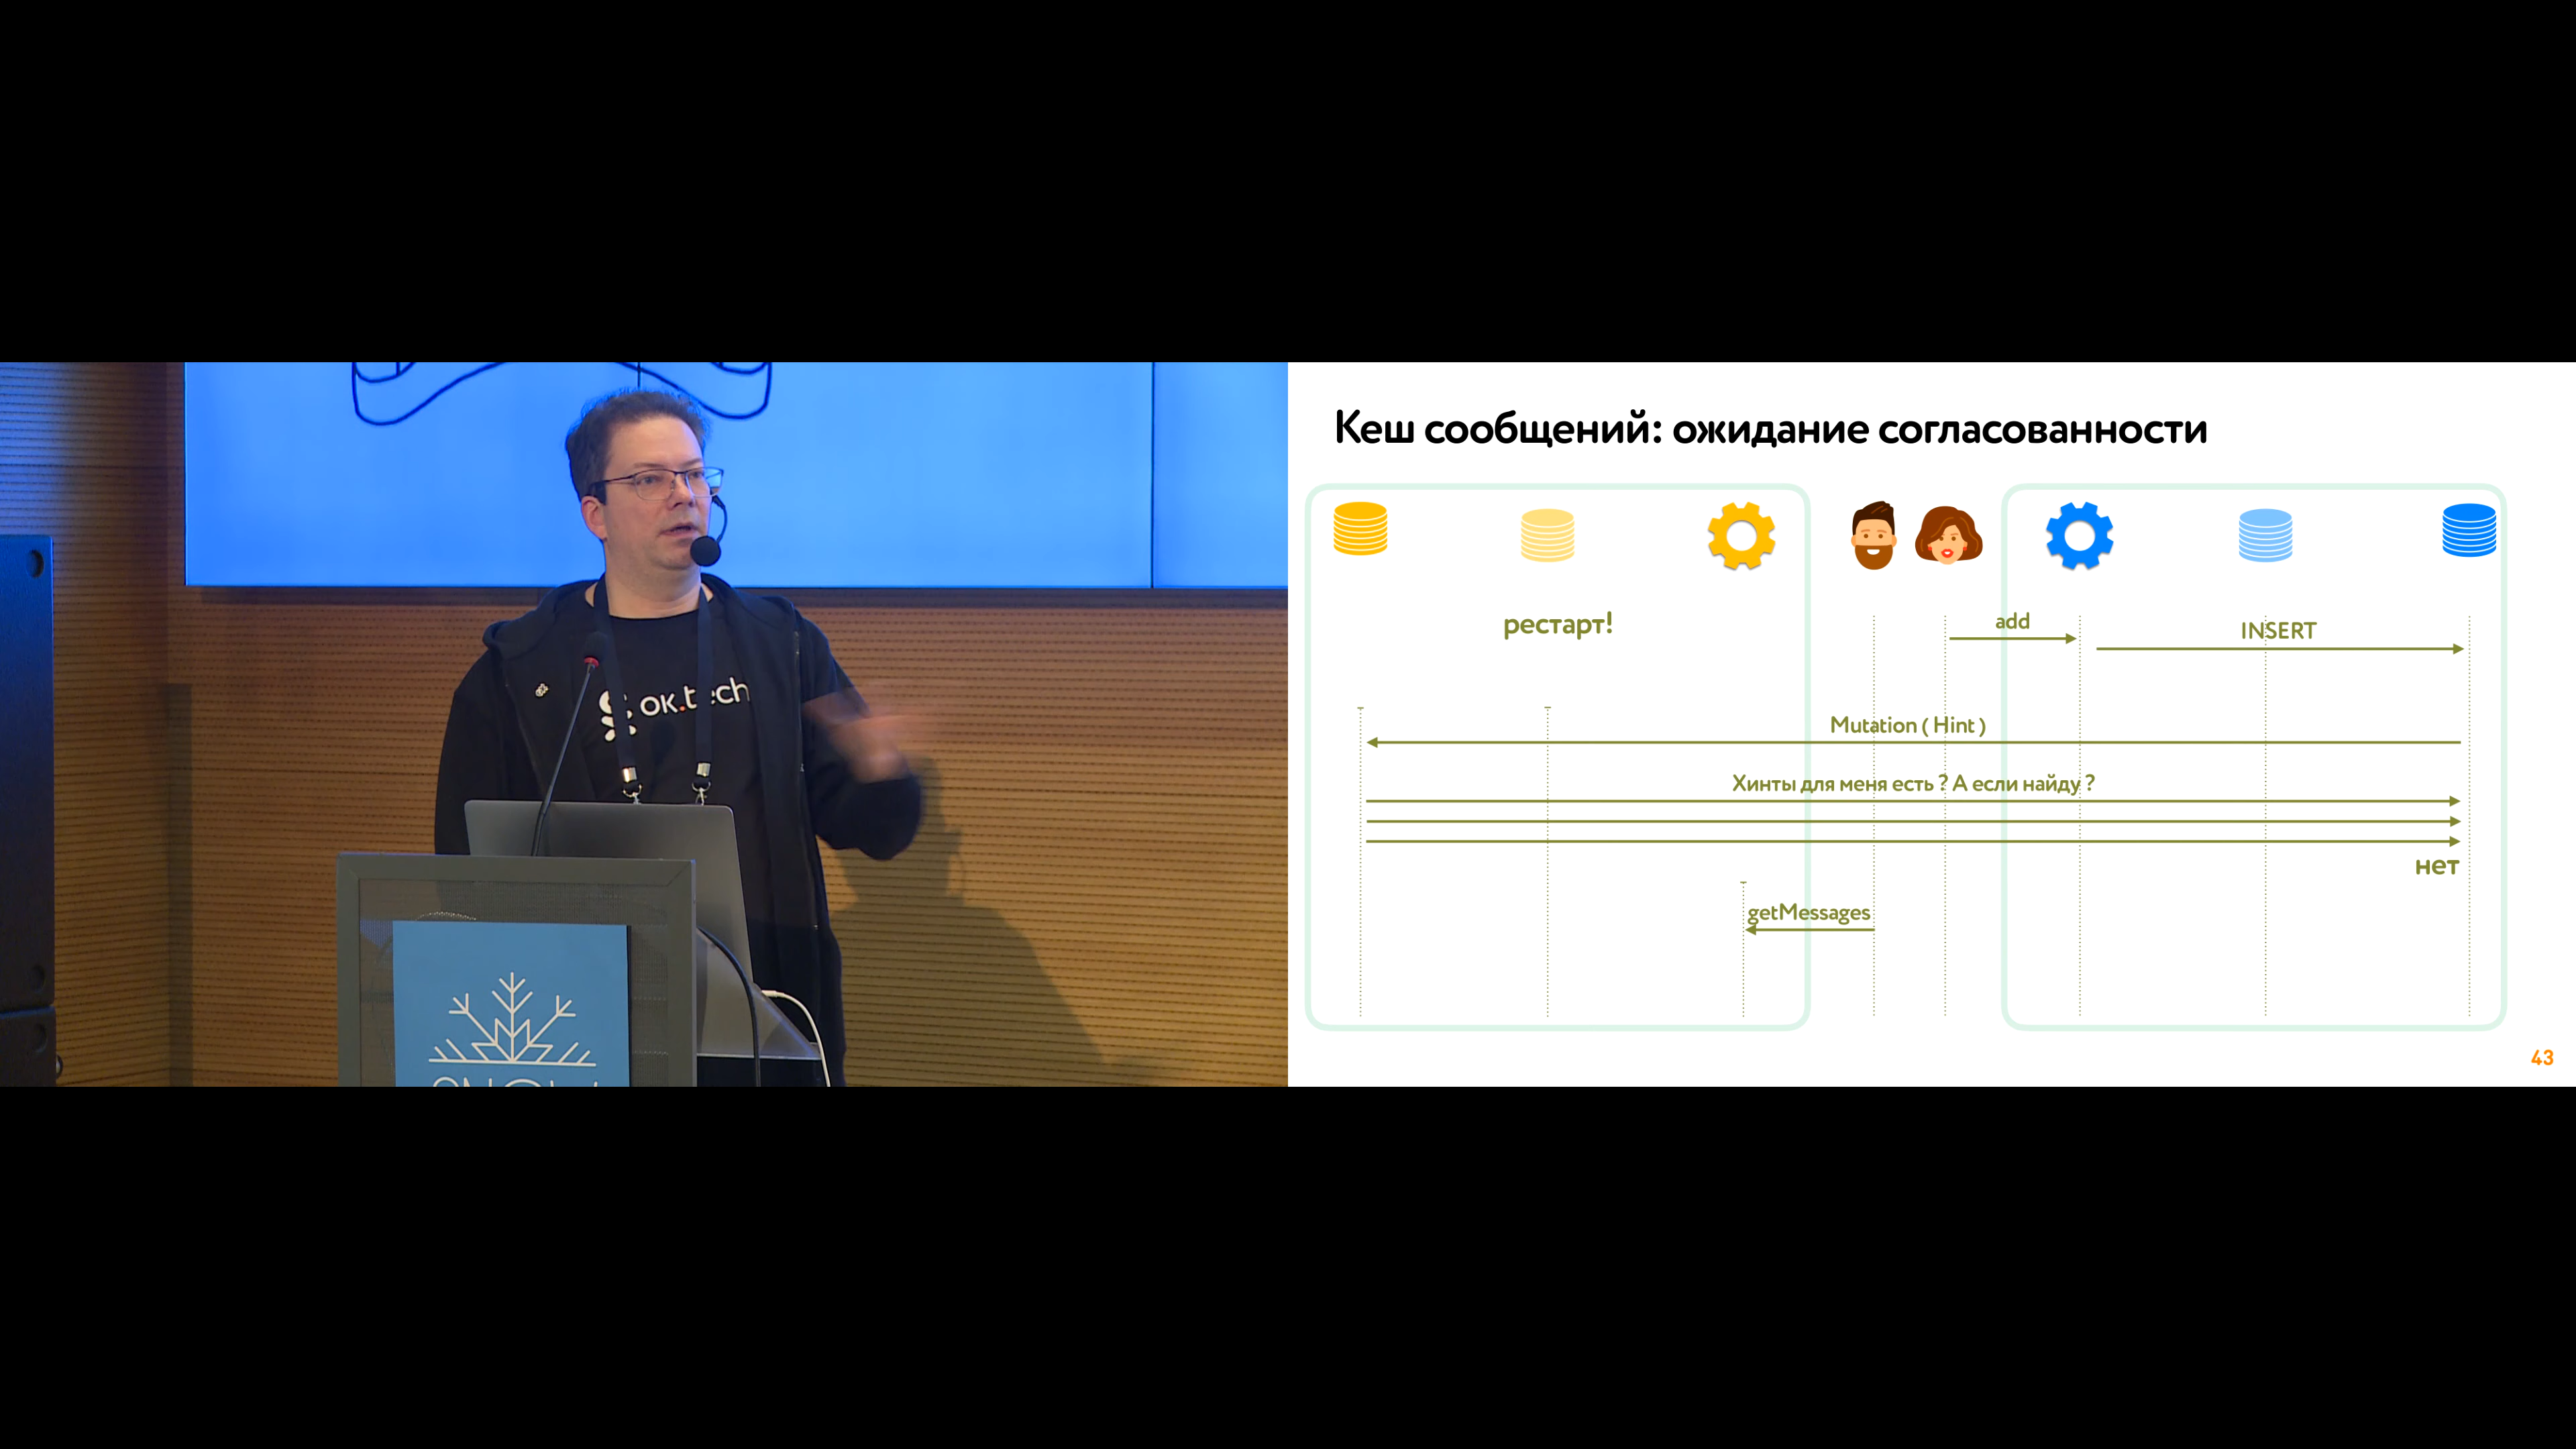 ok.tech
Кеш сообщений: ожидание согласованности
рестарт!
add
INSERT
Mutation ( Hint )
Хинты для меня есть ? А если найду ?
нет
getMessages
43